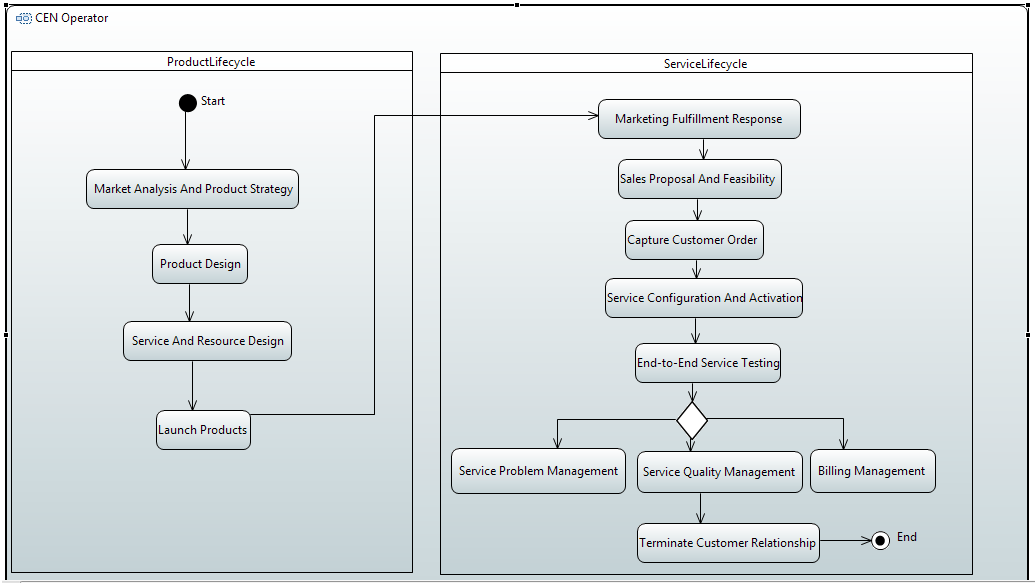 CEN Operator
ProductLifecycle
Start
Market Analysis And Product Strategy
Product Design
Service And Resource Design
Launch Products
ServiceLifecycle
Marketing Fulfillment Response
Sales Proposal And Feasibility
Capture Customer Order
Service Configuration And Activation
End-to-End Service Testing
Service Problem Management
Service Quality Management
Billing Management
Terminate Customer Relationship
End